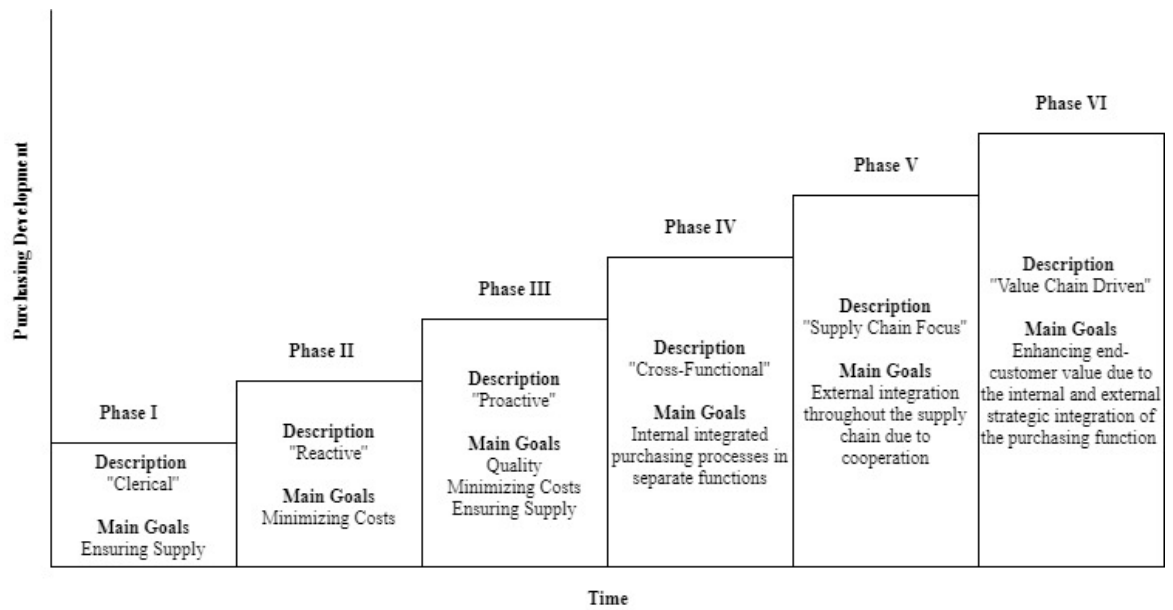 Purchasing Development
Phase I
Description
"Clerical"
Main Goals
Ensuring Supply
Phase II
Description
"Reactive"
Main Goals
Minimizing Costs
Phase III
Description
"Proactive"
Main Goals
Quality
Minimizing Costs
Ensuring Supply
Phase IV
Description
"Cross-Functional"
Main Goals
Internal integrated
purchasing processes in
separate functions
Phase V
Description
"Supply Chain Focus"
Main Goals
External integration
throughout the supply
chain due to
cooperation
Phase VI
Description
"Value Chain Driven"
Main Goals
Enhancing end-
customer value due to
the internal and external
strategic integration of
the purchasing function
Time